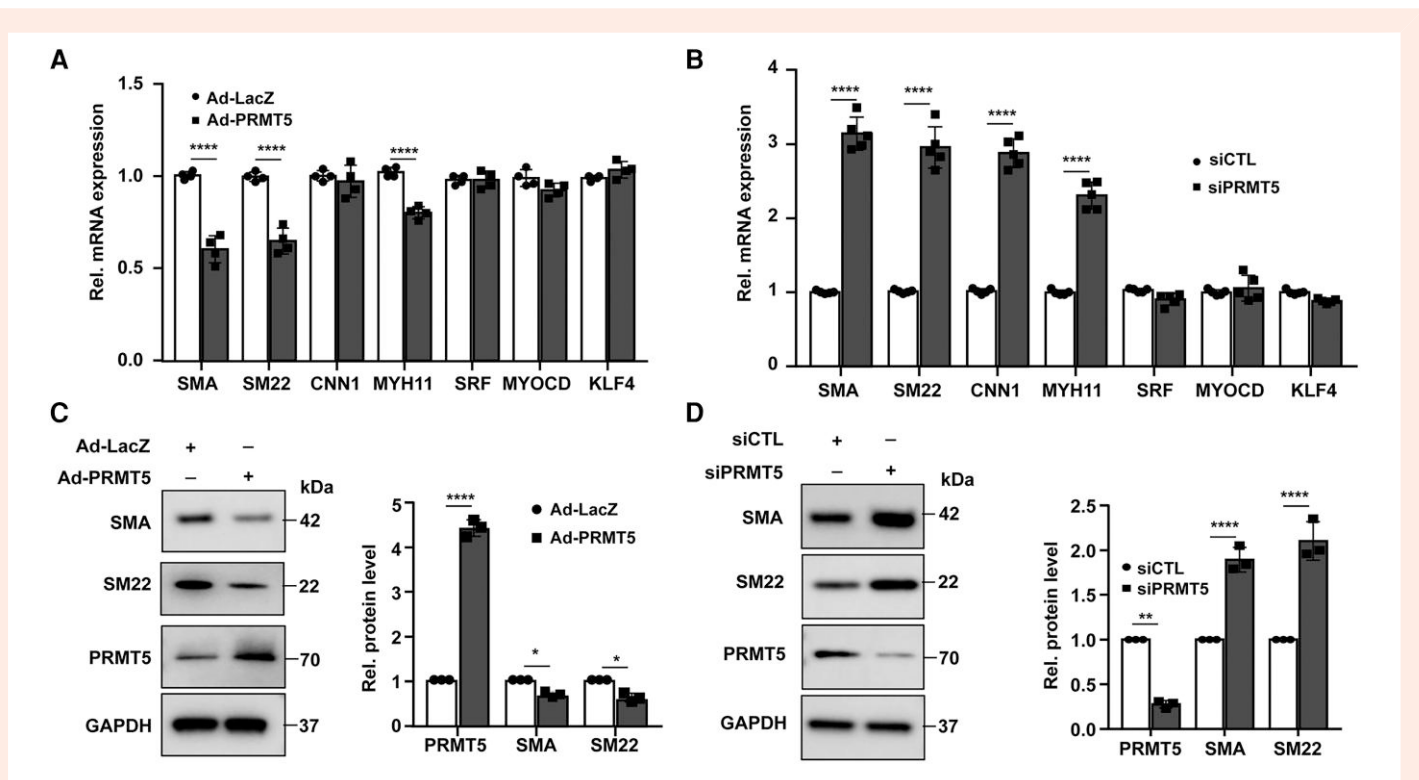 A
Rel. mRNA expression
1.5
1.0
0.5
0.0
Ad-LacZ
Ad-PRMT5
**** **** ****
SMA SM22 CNN1 MYH11 SRF MYOCD KLF4
B
Rel. mRNA expression
4
3
2
1
0
**** **** **** ****
siCTL
siPRMT5
SMA SM22 CNN1 MYH11 SRF MYOCD KLF4
C
Ad-LacZ + –
Ad-PRMT5 – +
kDa
SMA 42
SM22 22
PRMT5 70
GAPDH 37
Rel. protein level
5
4
3
2
1
0
**** * *
Ad-LacZ
Ad-PRMT5
PRMT5 SMA SM22
D
siCTL + –
siPRMT5 – +
kDa
SMA 42
SM22 22
PRMT5 70
GAPDH 37
Rel. protein level
2.5
2.0
1.5
1.0
0.5
0.0
** **** ****
siCTL
siPRMT5
PRMT5 SMA SM22